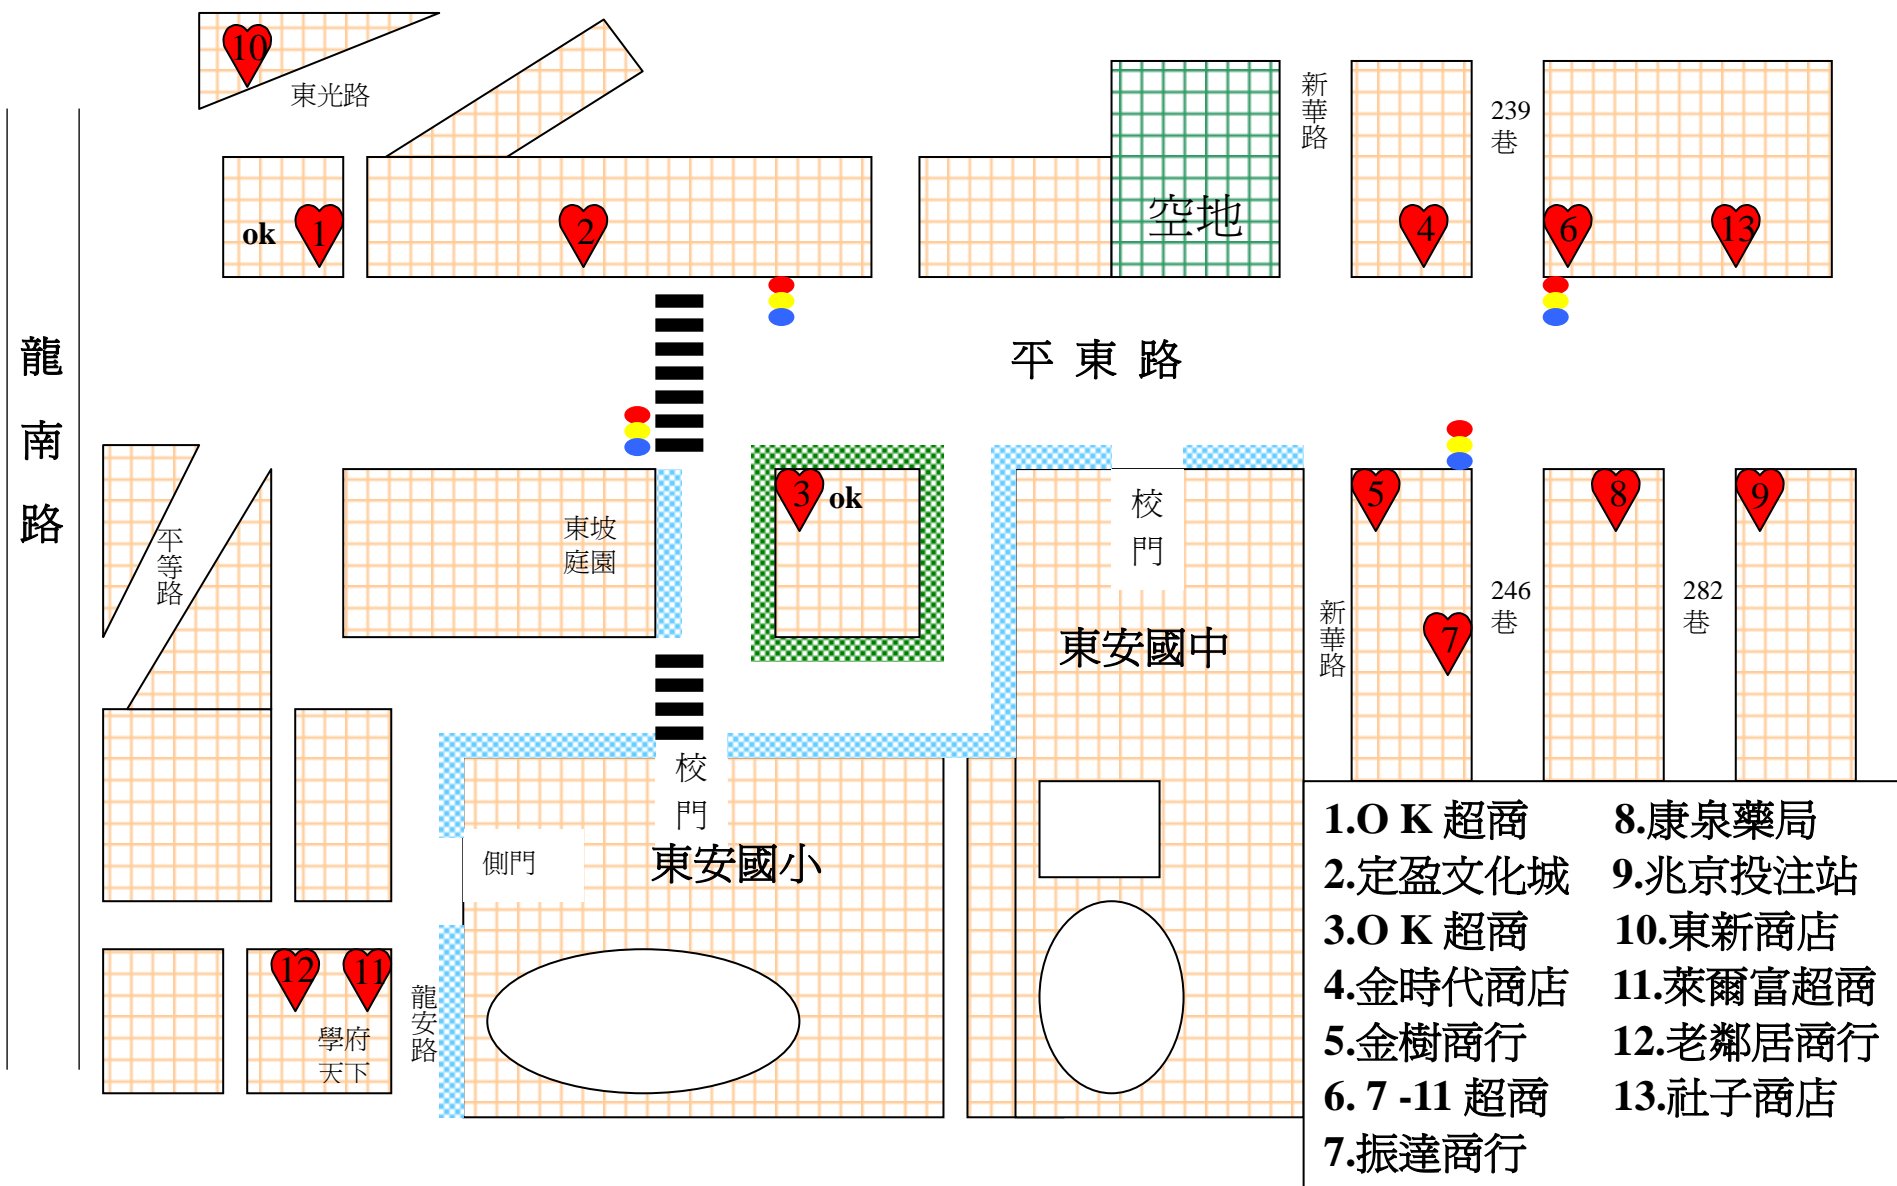 10
東光路
新華路
239
巷
ok
1
2
空地
4
6
13
龍南路
平東路
3
ok
5
8
9
校門
東坡
庭園
平等路
246
巷
282
巷
新華路
7
東安國中
校門
側門
東安國小
12
11
龍安路
學府
天下
1.O K 超商
2.定盈文化城
3.O K 超商
4.金時代商店
5.金樹商行
6. 7 -11 超商
7.振達商行
8.康泉藥局
9.兆京投注站
10.東新商店
11.萊爾富超商
12.老鄰居商行
13.社子商店